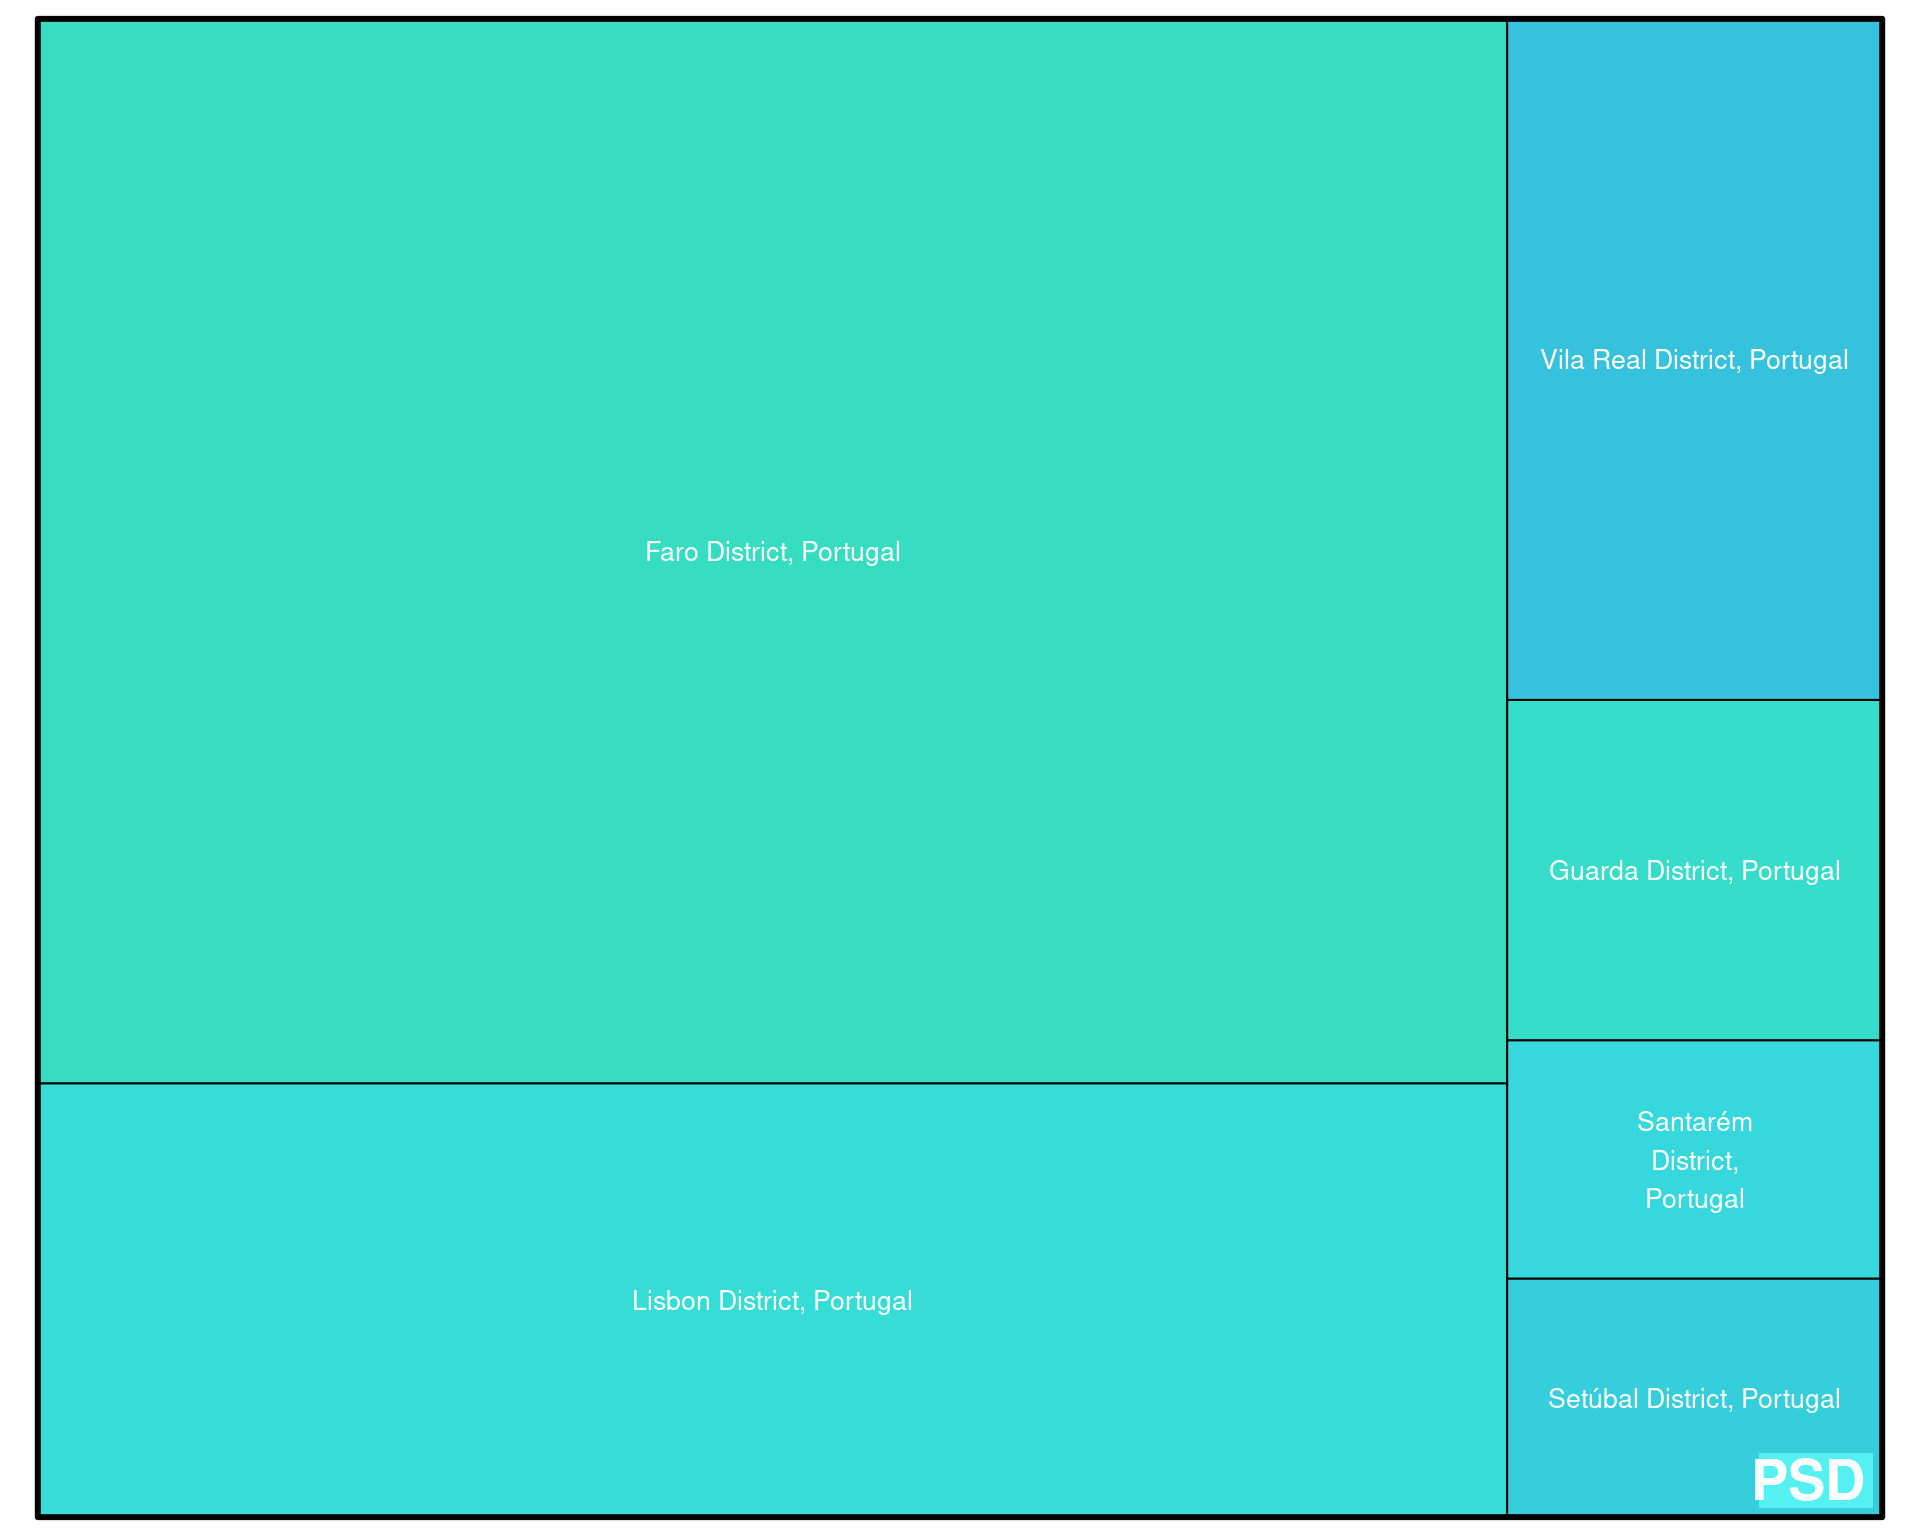 Vila Real District, Portugal
Faro District, Portugal
Guarda District, Portugal
Santarém
District,
Portugal
Lisbon District, Portugal
Setúbal District, Portugal
PSD